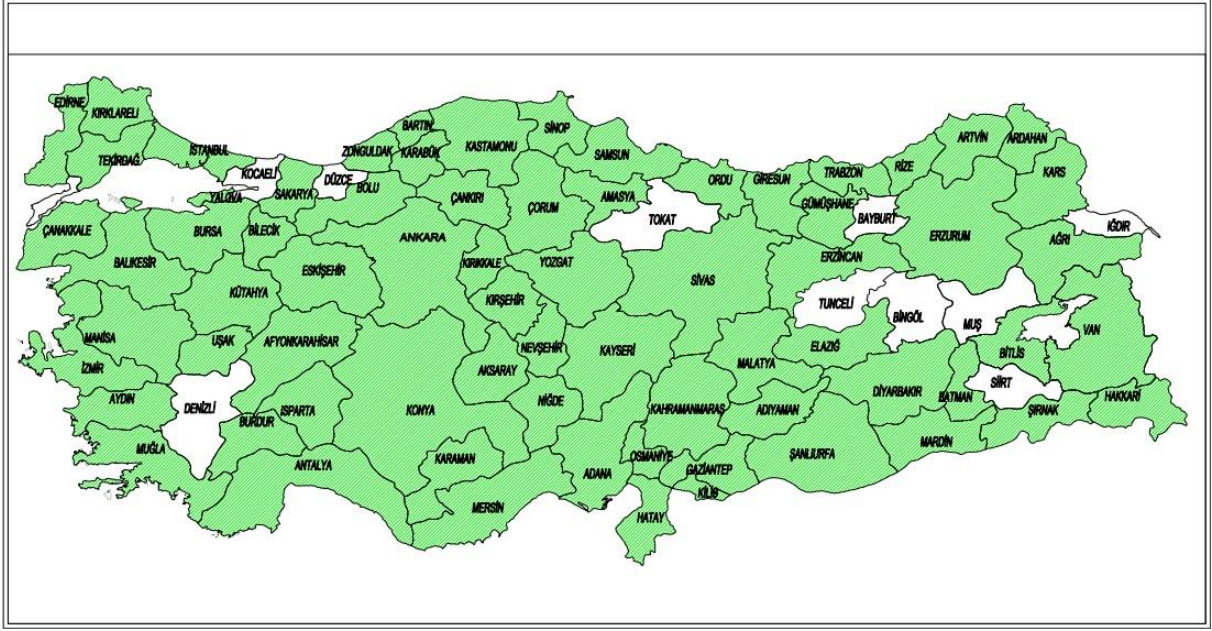 EDİRNE
KIRKLARELİ
TEKİRDAĞ
İSTANBUL
KOCAELİ
YALOVA
SAKARYA
DÜZCE
BOLU
ZONGULDAK
BARTIN
KARABÜK
KASTAMONU
SİNOP
SAMSUN
ÇANKIRI
ÇORUM
AMASYA
TOKAT
ORDU
GİRESUN
TRABZON
GÜMÜŞHANE
RİZE
BAYBURT
ARTVİN
ARDAHAN
KARS
IĞDIR
AĞRI
ERZURUM
ERZİNCAN
ÇANAKKALE
BALIKESİR
BURSA
BİLECİK
ESKİŞEHİR
KÜTAHYA
ANKARA
KIRIKKALE
KIRŞEHİR
YOZGAT
SİVAS
TUNCELİ
BİNGÖL
MUŞ
VAN
BİTLİS
SİİRT
MANİSA
İZMİR
UŞAK
AFYONKARAHİSAR
NEVŞEHİR
AKSARAY
KAYSERİ
MALATYA
ELAZIĞ
DİYARBAKIR
BATMAN
ŞIRNAK
HAKKARİ
AYDIN
DENİZLİ
BURDUR
ISPARTA
KONYA
NİĞDE
KAHRAMANMARAŞ
ADIYAMAN
MARDİN
MUĞLA
ANTALYA
KARAMAN
MERSİN
ADANA
OSMANİYE
GAZİANTEP
KİLİS
ŞANLIURFA
HATAY